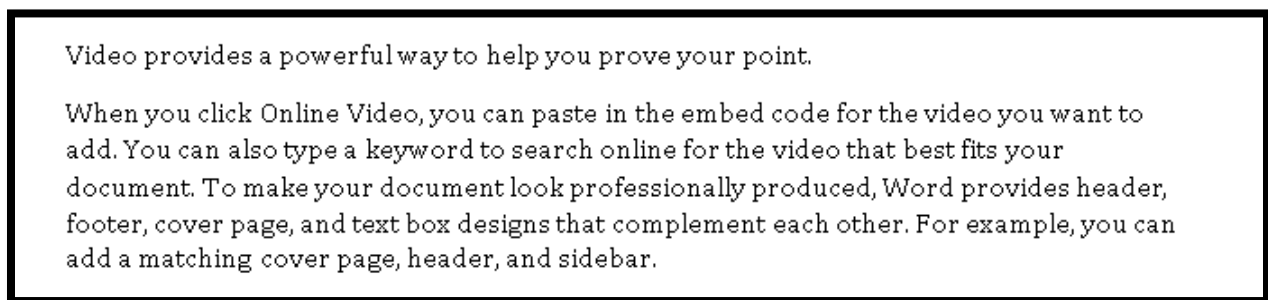 Video provides a powerful way to help you prove your point.
When you click Online Video, you can paste in the embed code for the video you want to
add. You can also type a keyword to search online for the video that best fits your
document. To make your document look professionally produced, Word provides header,
footer, cover page, and text box designs that complement each other. For example, you can
add a matching cover page, header, and sidebar.